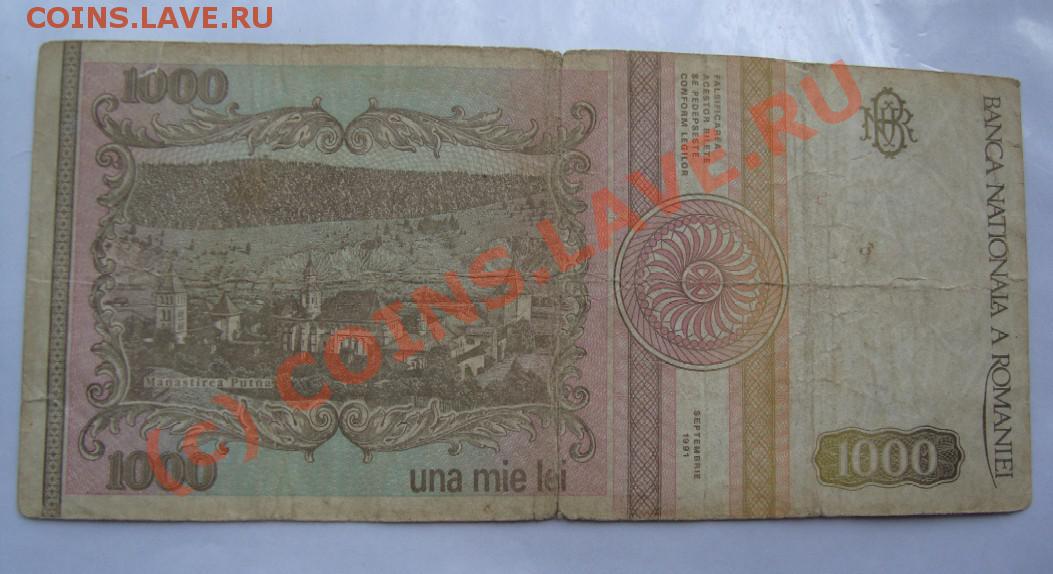 COINS.LAVE.RU
1000
FALSIFICAREA
ACESTOR BILETE
SE PEDEPSESTE
CONFORM LEGILOR
BANCA NATIONALA A ROMANIEI
Manastirea Putna
SEPTEMBRIE
1991
1000
una mie lei
1000
(c) COINS.LAVE.RU